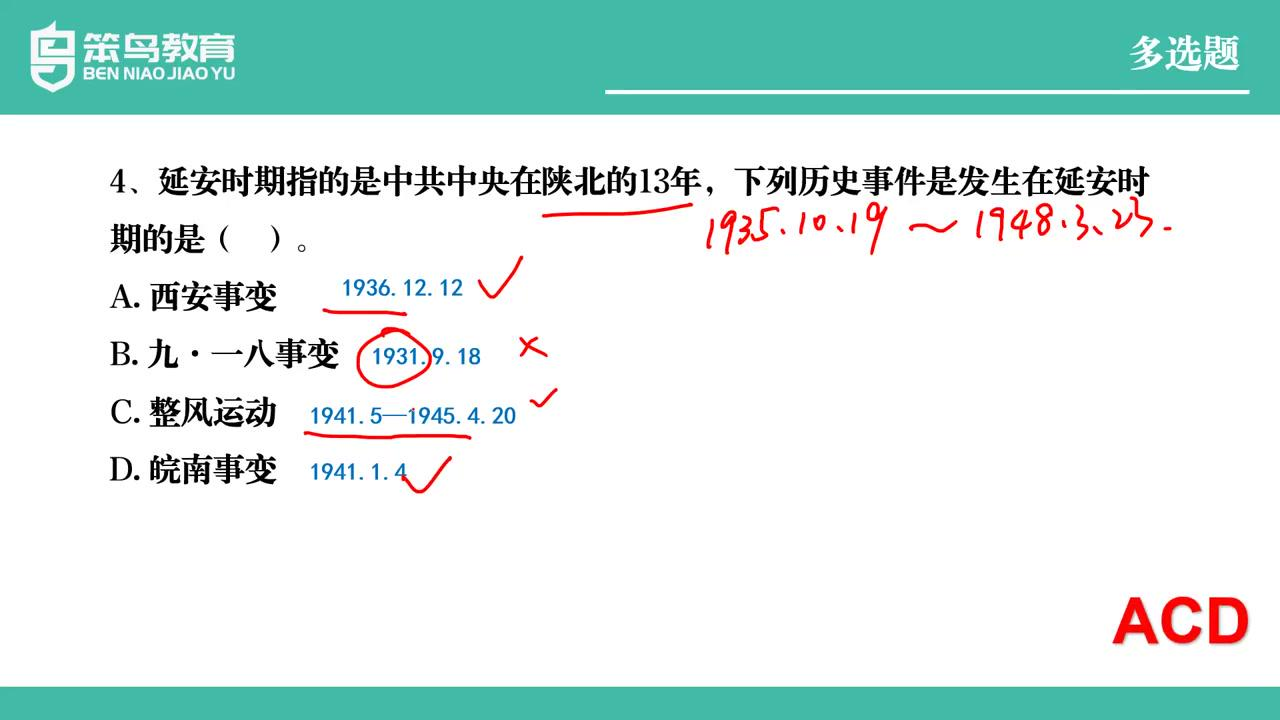 笨鸟教育
BEN NIAO JIAO YU
多选题
4、延安时期指的是中共中央在陕北的13年，下列历史事件是发生在延安时
1935.10.19 ～ 1948.3.23.
期的是（　）。
A. 西安事变 1936.12.12
B. 九·一八事变 1931.9.18
C. 整风运动 1941.5—1945.4.20
D. 皖南事变 1941.1.4
ACD